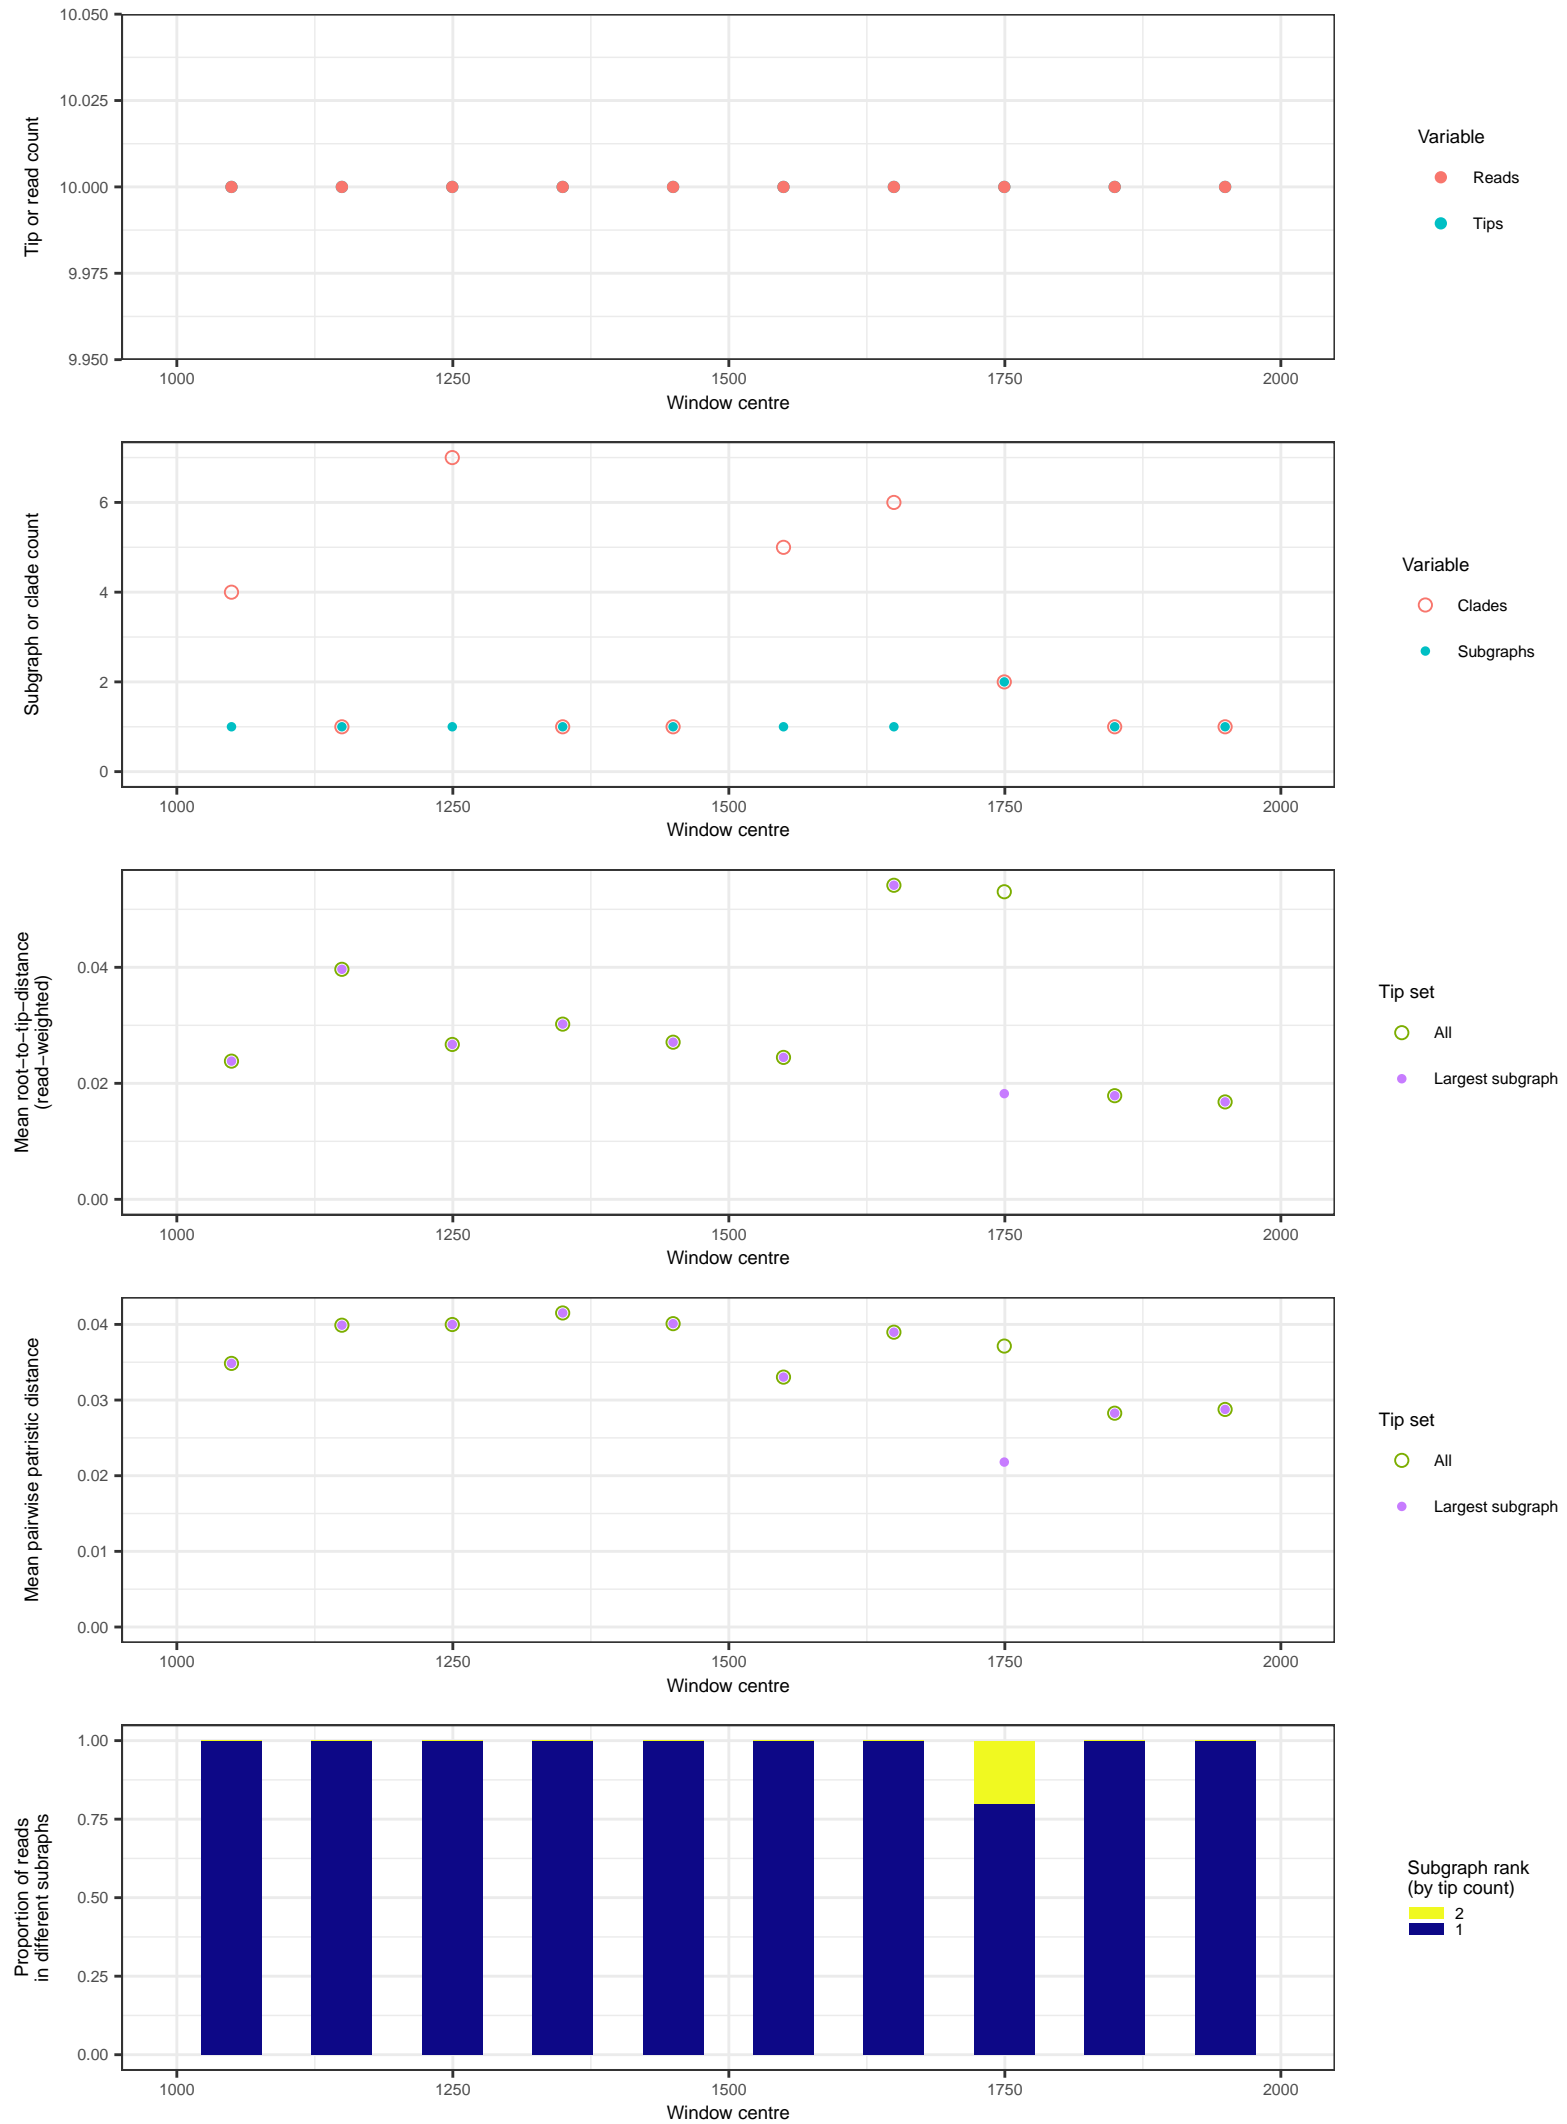 10.050
10.025
10.000
9.975
9.950
Tip or read count
1000 1250 1500 1750 2000
Window centre
Variable
Reads
Tips
6
4
2
0
Subgraph or clade count
1000 1250 1500 1750 2000
Window centre
Variable
Clades
Subgraphs
0.04
0.02
0.00
Mean root−to−tip−distance
(read−weighted)
1000 1250 1500 1750 2000
Window centre
Tip set
All
Largest subgraph
0.04
0.03
0.02
0.01
0.00
Mean pairwise patristic distance
1000 1250 1500 1750 2000
Window centre
Tip set
All
Largest subgraph
1.00
0.75
0.50
0.25
0.00
Proportion of reads
in different subraphs
1000 1250 1500 1750 2000
Window centre
Subgraph rank
(by tip count)
2
1